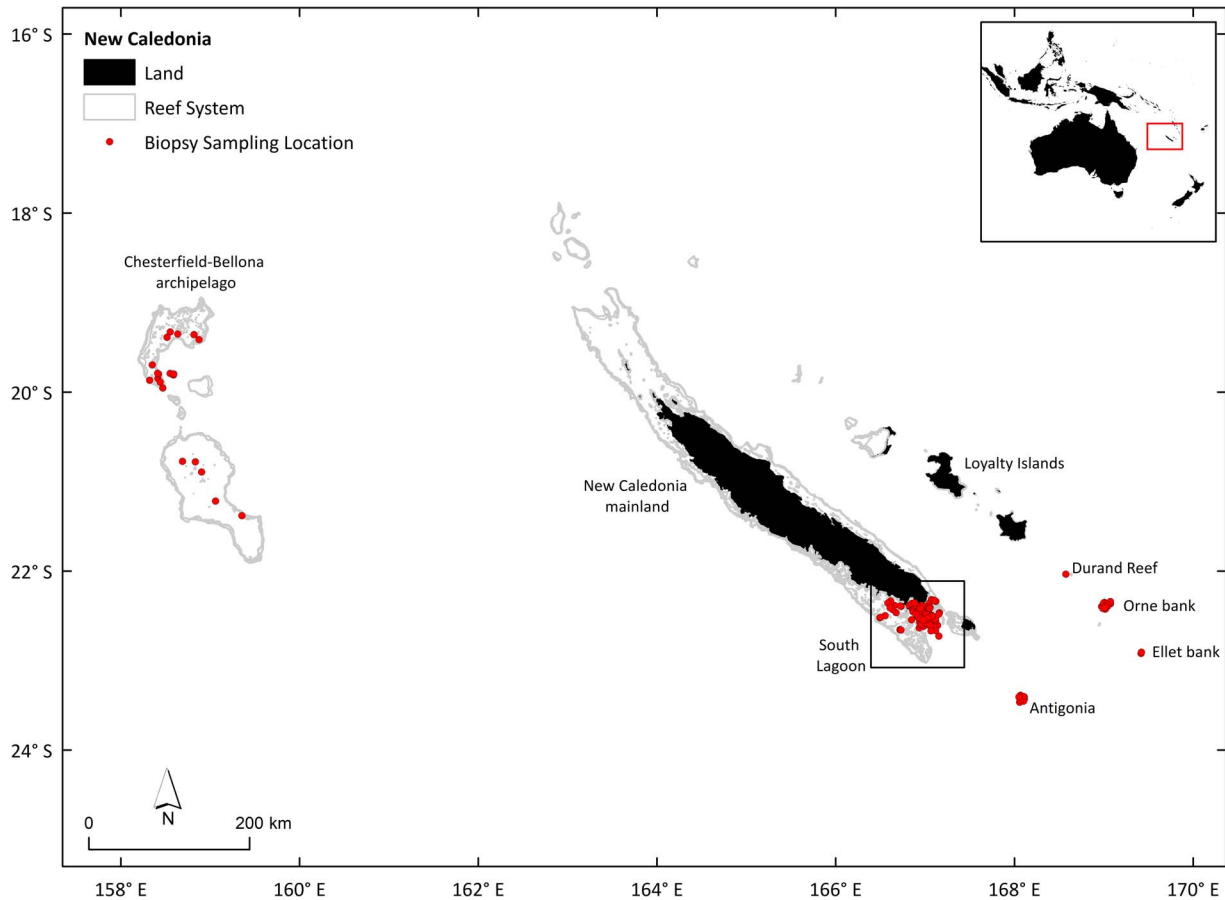 New Caledonia
Land
Reef System
Biopsy Sampling Location
16° S
18° S
20° S
22° S
24° S
Chesterfield-Bellona
archipelago
New Caledonia
mainland
Loyalty Islands
Durand Reef
Orne bank
Ellet bank
Antigonia
South
Lagoon
N
0 200 km
158° E 160° E 162° E 164° E 166° E 168° E 170° E